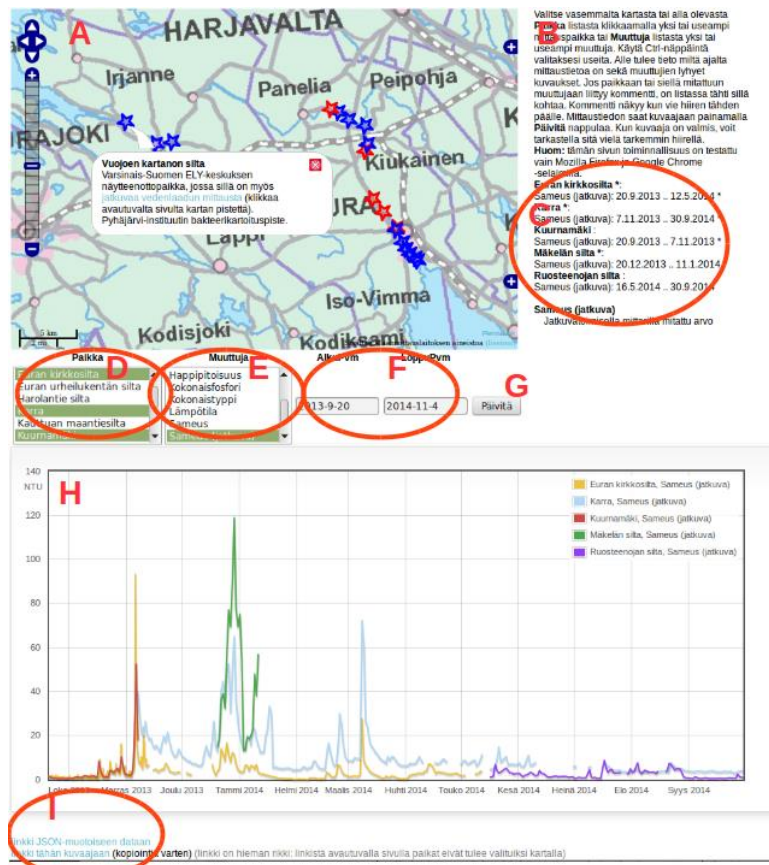 A
HARJAVALTA
Irjanne
Panelia
Peipohja
Kiukainen
Vuojoen kartanon silta
Varsinais-Suomen ELY-keskuksen
näytteenottopaikka, jossa sillä on myös
jatkuvaa vedenlaadun mittausta (klikkaa
avautuvalta sivulta kartan pistettä).
Pyhäjärvi-instituutin bakteerikartoituspiste.
Lappi
Iso-Vimma
Kodisjoki
Kodiksami
5 km
2 mi
B
Valitse vasemmalta kartasta tai alla olevasta
Paikka listasta klikkaamalla yksi tai useampi
mittauspaikka tai Muuttuja listasta yksi tai
useampi muuttuja. Käytä Ctrl-näppäintä
valitaksesi useita. Alle tulee tieto miltä ajalta
mittaustietoa on sekä muuttujien lyhyet
kuvaukset. Jos paikkaan tai siellä mitattuun
muuttujaan liittyy kommentti, on listassa tähti sillä
kohtaa. Kommentti näkyy kun vie hiiren tähden
päälle. Mittaustiedon saat kuvaajaan painamalla
Päivitä nappulaa. Kun kuvaaja on valmis, voit
tarkastella sitä vielä tarkemmin hiirellä.
Huom: tämän sivun toiminnallisuus on testattu
vain Mozilla Firefox ja Google Chrome
-selaimilla.
C
Euran kirkkosilta *:
Sameus (jatkuva): 20.9.2013 .. 12.5.2014 *
Karra *:
Sameus (jatkuva): 7.11.2013 .. 30.9.2014 *
Kuurnamäki :
Sameus (jatkuva): 20.9.2013 .. 7.11.2013 *
Mäkelän silta *:
Sameus (jatkuva): 20.12.2013 .. 11.1.2014
Ruosteenojan silta :
Sameus (jatkuva): 16.5.2014 .. 30.9.2014
Sameus (jatkuva)
Jatkuvatoimisella mittarilla mitattu arvo
Paikka
D
Euran kirkkosilta
Euran urheilukentän silta
Harolantie silta
Karra
Kauttuan maantiesilta
Kuurnamäki
Muuttuja
E
Happipitoisuus
Kokonaisfosfori
Kokonaistyppi
Lämpötila
Sameus
Sameus (jatkuva)
F
LoppuPvm
2013-9-20
2014-11-4
G
Päivitä
H
140
NTU
120
100
80
60
40
20
0
Euran kirkkosilta, Sameus (jatkuva)
Karra, Sameus (jatkuva)
Kuurnamäki, Sameus (jatkuva)
Mäkelän silta, Sameus (jatkuva)
Ruosteenojan silta, Sameus (jatkuva)
Loka 2013 Marras 2013 Joulu 2013 Tammi 2014 Helmi 2014 Maalis 2014 Huhti 2014 Touko 2014 Kesä 2014 Heinä 2014 Elo 2014 Syys 2014
I
linkki JSON-muotoiseen dataan
linkki tähän kuvaajaan (kopiointia varten) (linkki on hieman rikki: linkistä avautuvalla sivulla paikat eivät tule valituiksi kartalla)